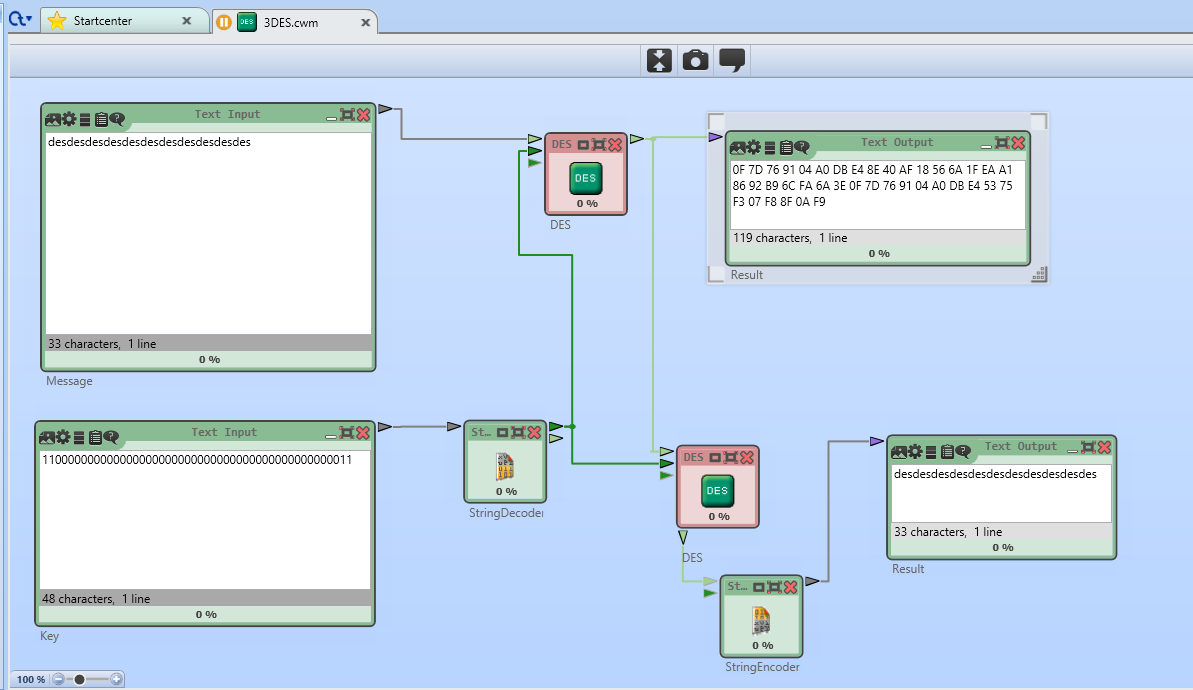 Startcenter
DES
3DES.cwm
Text Input
desdesdesdesdesdesdesdesdesdesdes
33 characters, 1 line
0 %
Message
DES
DES
0 %
DES
Text Output
0F 7D 76 91 04 A0 DB E4 8E 40 AF 18 56 6A 1F EA A1
86 92 B9 6C FA 6A 3E 0F 7D 76 91 04 A0 DB E4 53 75
F3 07 F8 8F 0A F9
119 characters, 1 line
0 %
Result
Text Input
110000000000000000000000000000000000000000000011
48 characters, 1 line
0 %
Key
St...
0 %
StringDecoder
DES
DES
0 %
DES
St...
0 %
StringEncoder
Text Output
desdesdesdesdesdesdesdesdesdesdes
33 characters, 1 line
0 %
Result
100 %